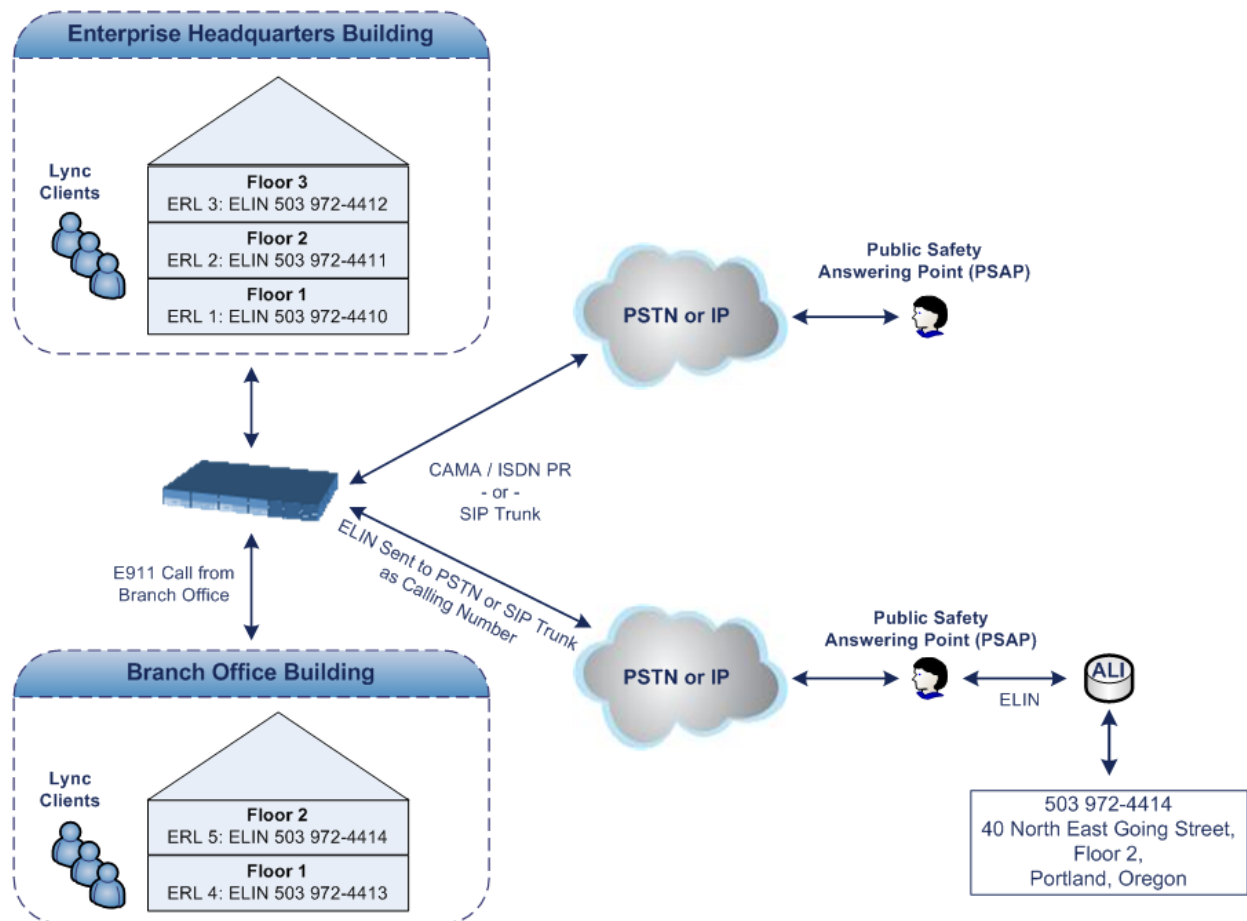 Enterprise Headquarters Building
Lync
Clients
Floor 3
ERL 3: ELIN 503 972-4412
Floor 2
ERL 2: ELIN 503 972-4411
Floor 1
ERL 1: ELIN 503 972-4410
PSTN or IP
Public Safety
Answering Point (PSAP)
CAMA / ISDN PR
- or -
SIP Trunk
ELIN Sent to PSTN or SIP Trunk
as Calling Number
E911 Call from
Branch Office
Branch Office Building
Lync
Clients
Floor 2
ERL 5: ELIN 503 972-4414
Floor 1
ERL 4: ELIN 503 972-4413
PSTN or IP
Public Safety
Answering Point (PSAP)
ELIN
ALI
503 972-4414
40 North East Going Street,
Floor 2,
Portland, Oregon